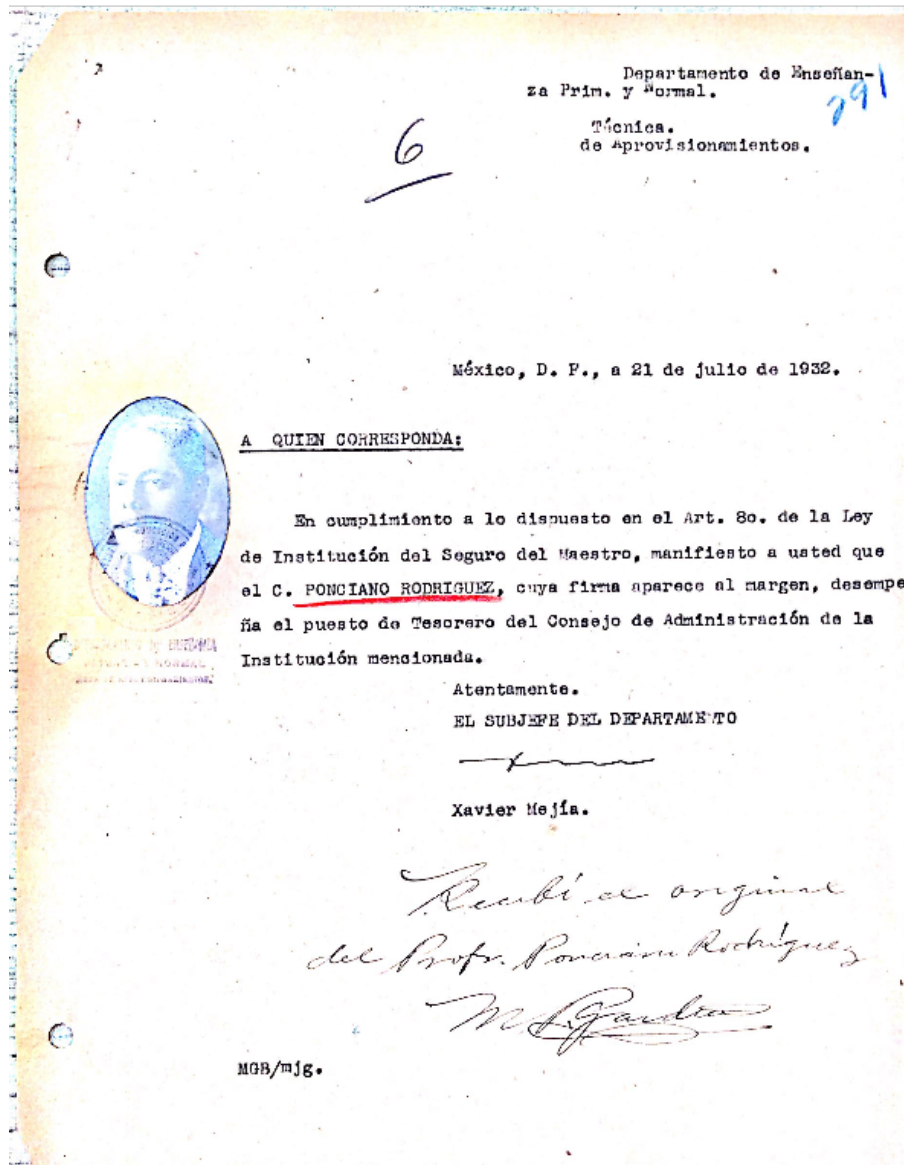 Departamento de Enseñan-
za Prim. y Normal.
291
Técnica.
de Aprovisionamientos.
6
México, D. F., a 21 de julio de 1932.
A QUIEN CORRESPONDA:
En cumplimiento a lo dispuesto en el Art. 8o. de la Ley
de Institución del Seguro del Maestro, manifiesto a usted que
el C. PONCIANO RODRIGUEZ, cuya firma aparece al margen, desempe
ña el puesto de Tesorero del Consejo de Administración de la
Institución mencionada.
Atentamente.
EL SUBJEFE DEL DEPARTAMENTO
Xavier Mejía.
Recibí el original
del Profr. Ponciano Rodríguez
MGB/mjg.